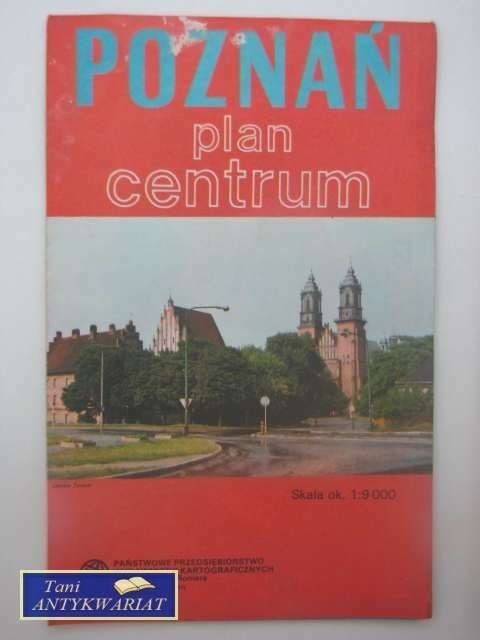 POZNAŃ
plan
centrum
Skala ok. 1:9 000
PAŃSTWOWE PRZEDSIĘBIORSTWO
KARTOGRAFICZNYCH
Tani
ANTYKWARIAT